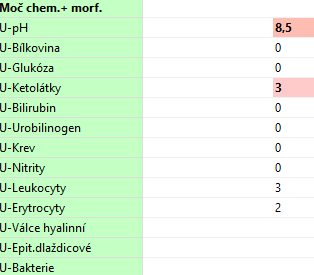 Moč chem.+ morf.
U-pH 8,5
U-Bílkovina 0
U-Glukóza 0
U-Ketolátky 3
U-Bilirubin 0
U-Urobilinogen 0
U-Krev 0
U-Nitrity 0
U-Leukocyty 3
U-Erytrocyty 2
U-Válce hyalinní
U-Epit.dlaždicové
U-Bakterie